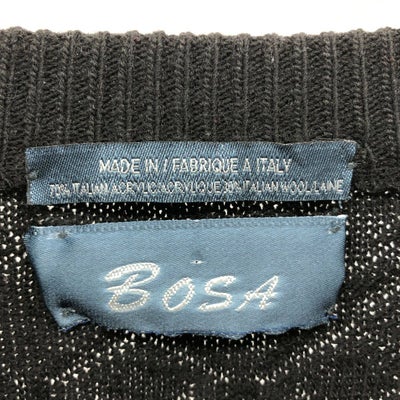 MADE IN / FABRIQUE A ITALY
70% ITALIAN ACRYLIC/ACRYLIQUE 30% ITALIAN WOOL/LAINE
BOSA